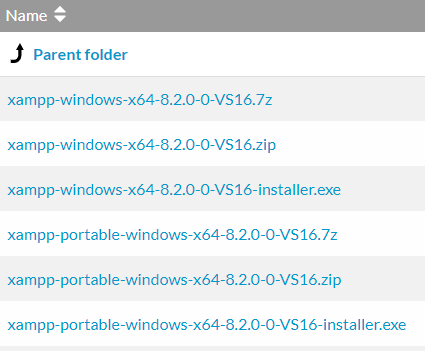 Name
Parent folder
xampp-windows-x64-8.2.0-0-VS16.7z
xampp-windows-x64-8.2.0-0-VS16.zip
xampp-windows-x64-8.2.0-0-VS16-installer.exe
xampp-portable-windows-x64-8.2.0-0-VS16.7z
xampp-portable-windows-x64-8.2.0-0-VS16.zip
xampp-portable-windows-x64-8.2.0-0-VS16-installer.exe